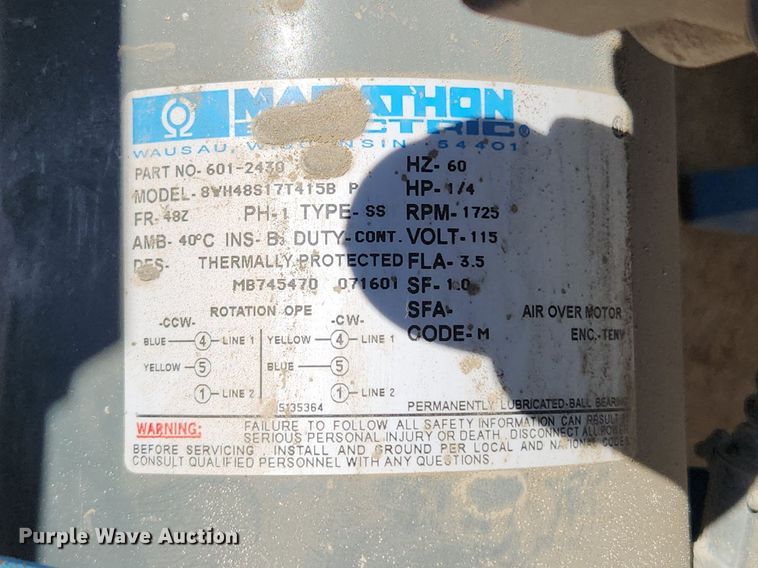 MARATHON
ELECTRIC®
WAUSAU, WISCONSIN 54401
PART NO- 601-2430 HZ- 60
MODEL- 8VH48S17T415B P HP- 1/4
FR- 48Z PH- 1 TYPE- SS RPM- 1725
AMB- 40°C INS- B3 DUTY- CONT. VOLT- 115
DES- THERMALLY PROTECTED FLA- 3.5
MB745470 071601 SF- 1.0
ROTATION OPE SFA- AIR OVER MOTOR
-CCW- -CW- CODE- M ENC.- TENV
BLUE 4 LINE 1 YELLOW 4 LINE 1
YELLOW 5 BLUE 5
1 LINE 2 1 LINE 2
5135364 PERMANENTLY LUBRICATED-BALL BEARING
WARNING: FAILURE TO FOLLOW ALL SAFETY INFORMATION CAN RESULT
SERIOUS PERSONAL INJURY OR DEATH. DISCONNECT ALL POWER
BEFORE SERVICING. INSTALL AND GROUND PER LOCAL AND NATIONAL CODES
CONSULT QUALIFIED PERSONNEL WITH ANY QUESTIONS.
Purple Wave Auction